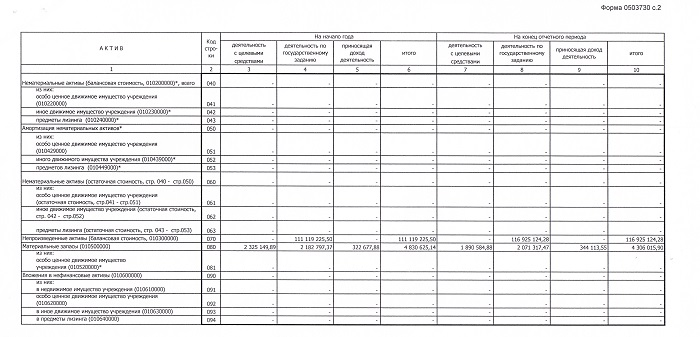 Форма 0503730 с.2
А К Т И В
Код стро-ки
На начало года
На конец отчетного периода
деятельность с целевыми средствами
деятельность по государственному заданию
приносящая доход деятельность
итого
деятельность с целевыми средствами
деятельность по государственному заданию
приносящая доход деятельность
итого
1 2 3 4 5 6 7 8 9 10
Нематериальные активы (балансовая стоимость, 010200000)*, всего 040 - - - - - - - -
из них:
особо ценное движимое имущество учреждения
(010220000) 041 - - - - - - - -
иное движимое имущество учреждения (010230000)* 042 - - - - - - - -
предметы лизинга (010240000)* 043 - - - - - - - -
Амортизация нематериальных активов* 050 - - - - - - - -
из них:
особо ценное движимое имущество учреждения
(010429000) 051 - - - - - - - -
иного движимого имущества учреждения (010439000)* 052 - - - - - - - -
предметов лизинга (010449000)* 053 - - - - - - - -
Нематериальные активы (остаточная стоимость, стр. 040 - стр.050) 060 - - - - - - - -
из них:
особо ценное движимое имущество учреждения
(остаточная стоимость, стр.041 - стр.051) 061 - - - - - - - -
иное движимое имущество учреждения (остаточная стоимость,
стр. 042 - стр.052) 062 - - - - - - - -
предметы лизинга (остаточная стоимость, стр. 043 - стр.053) 063 - - - - - - - -
Непроизведенные активы (балансовая стоимость, 010300000) 070 - 111 119 225,50 - 111 119 225,50 - 116 925 124,28 - 116 925 124,28
Материальные запасы (010500000) 080 2 325 149,89 2 182 797,37 322 677,88 4 830 625,14 1 890 584,88 2 071 317,47 344 113,55 4 306 015,90
из них:
особо ценное движимое имущество
учреждения (010520000)* 081 - - - - - - - -
Вложения в нефинансовые активы (010600000) 090 - - - - - - - -
из них:
в недвижимое имущество учреждения (010610000) 091 - - - - - - - -
особо ценное движимое имущество учреждения
(010620000) 092 - - - - - - - -
в иное движимое имущество учреждения (010630000) 093 - - - - - - - -
в предметы лизинга (010640000) 094 - - - - - - - -